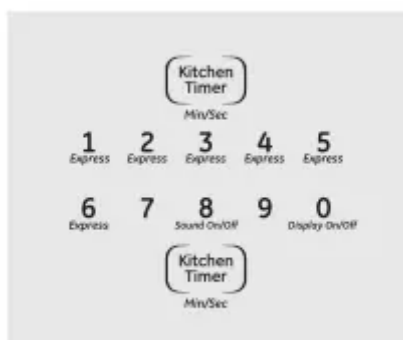 Kitchen
Timer
Min/Sec
1 2 3 4 5
Express Express Express Express Express
6 7 8 9 0
Express Sound On/Off Display On/Off
Kitchen
Timer
Min/Sec